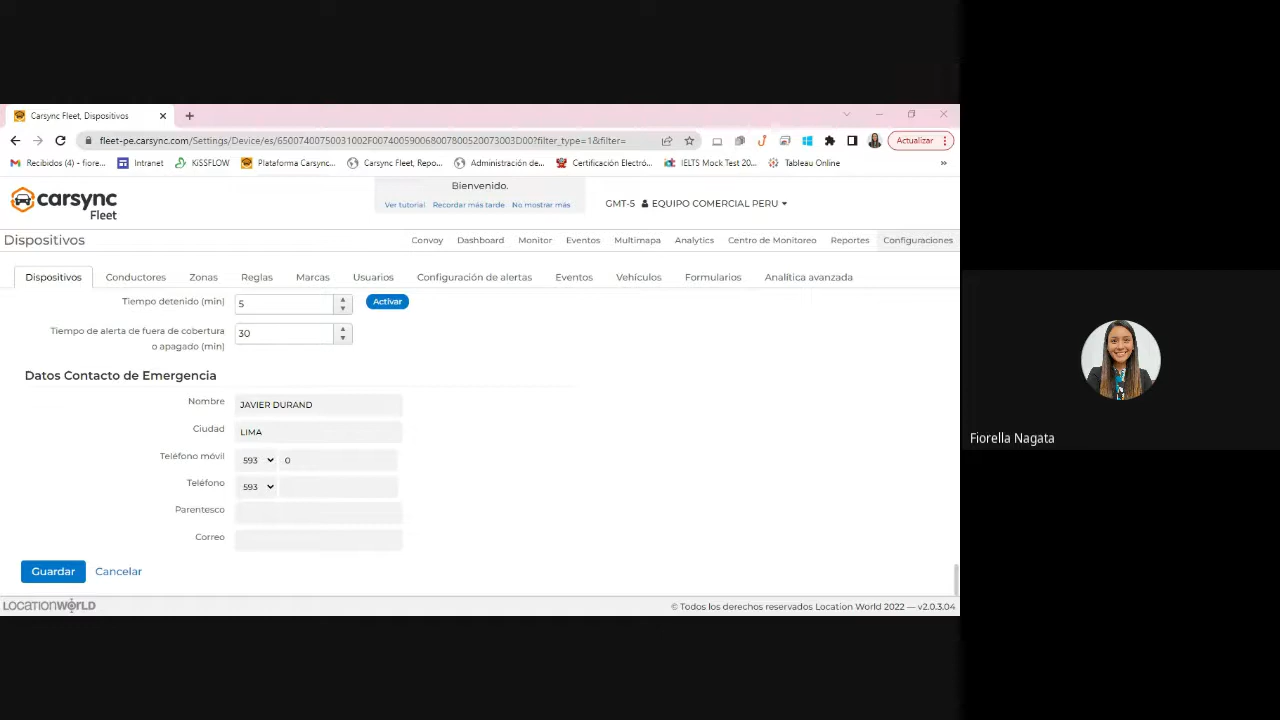 Carsync Fleet, Dispositivos
fleet-pe.carsync.com/Settings/Device/es/65007400750031002F007400590068007800520073003D00?filter_type=1&filter=
Actualizar
Recibidos (4) - fiore...
Intranet
KiSSFLOW
Plataforma Carsync...
Carsync Fleet, Repo...
Administración de...
Certificación Electró...
IELTS Mock Test 20...
Tableau Online
»
carsync
Fleet
Bienvenido.
Ver tutorial Recordar más tarde No mostrar más
GMT-5 EQUIPO COMERCIAL PERU
Dispositivos
Convoy Dashboard Monitor Eventos Multimapa Analytics Centro de Monitoreo Reportes Configuraciones
Dispositivos Conductores Zonas Reglas Marcas Usuarios Configuración de alertas Eventos Vehículos Formularios Analítica avanzada
Tiempo detenido (min) 5 Activar
Tiempo de alerta de fuera de cobertura
o apagado (min) 30
Datos Contacto de Emergencia
Nombre JAVIER DURAND
Ciudad LIMA
Teléfono móvil 593 0
Teléfono 593
Parentesco
Correo
Guardar Cancelar
LOCATIONWORLD
© Todos los derechos reservados Location World 2022 — v2.0.3.04
Fiorella Nagata